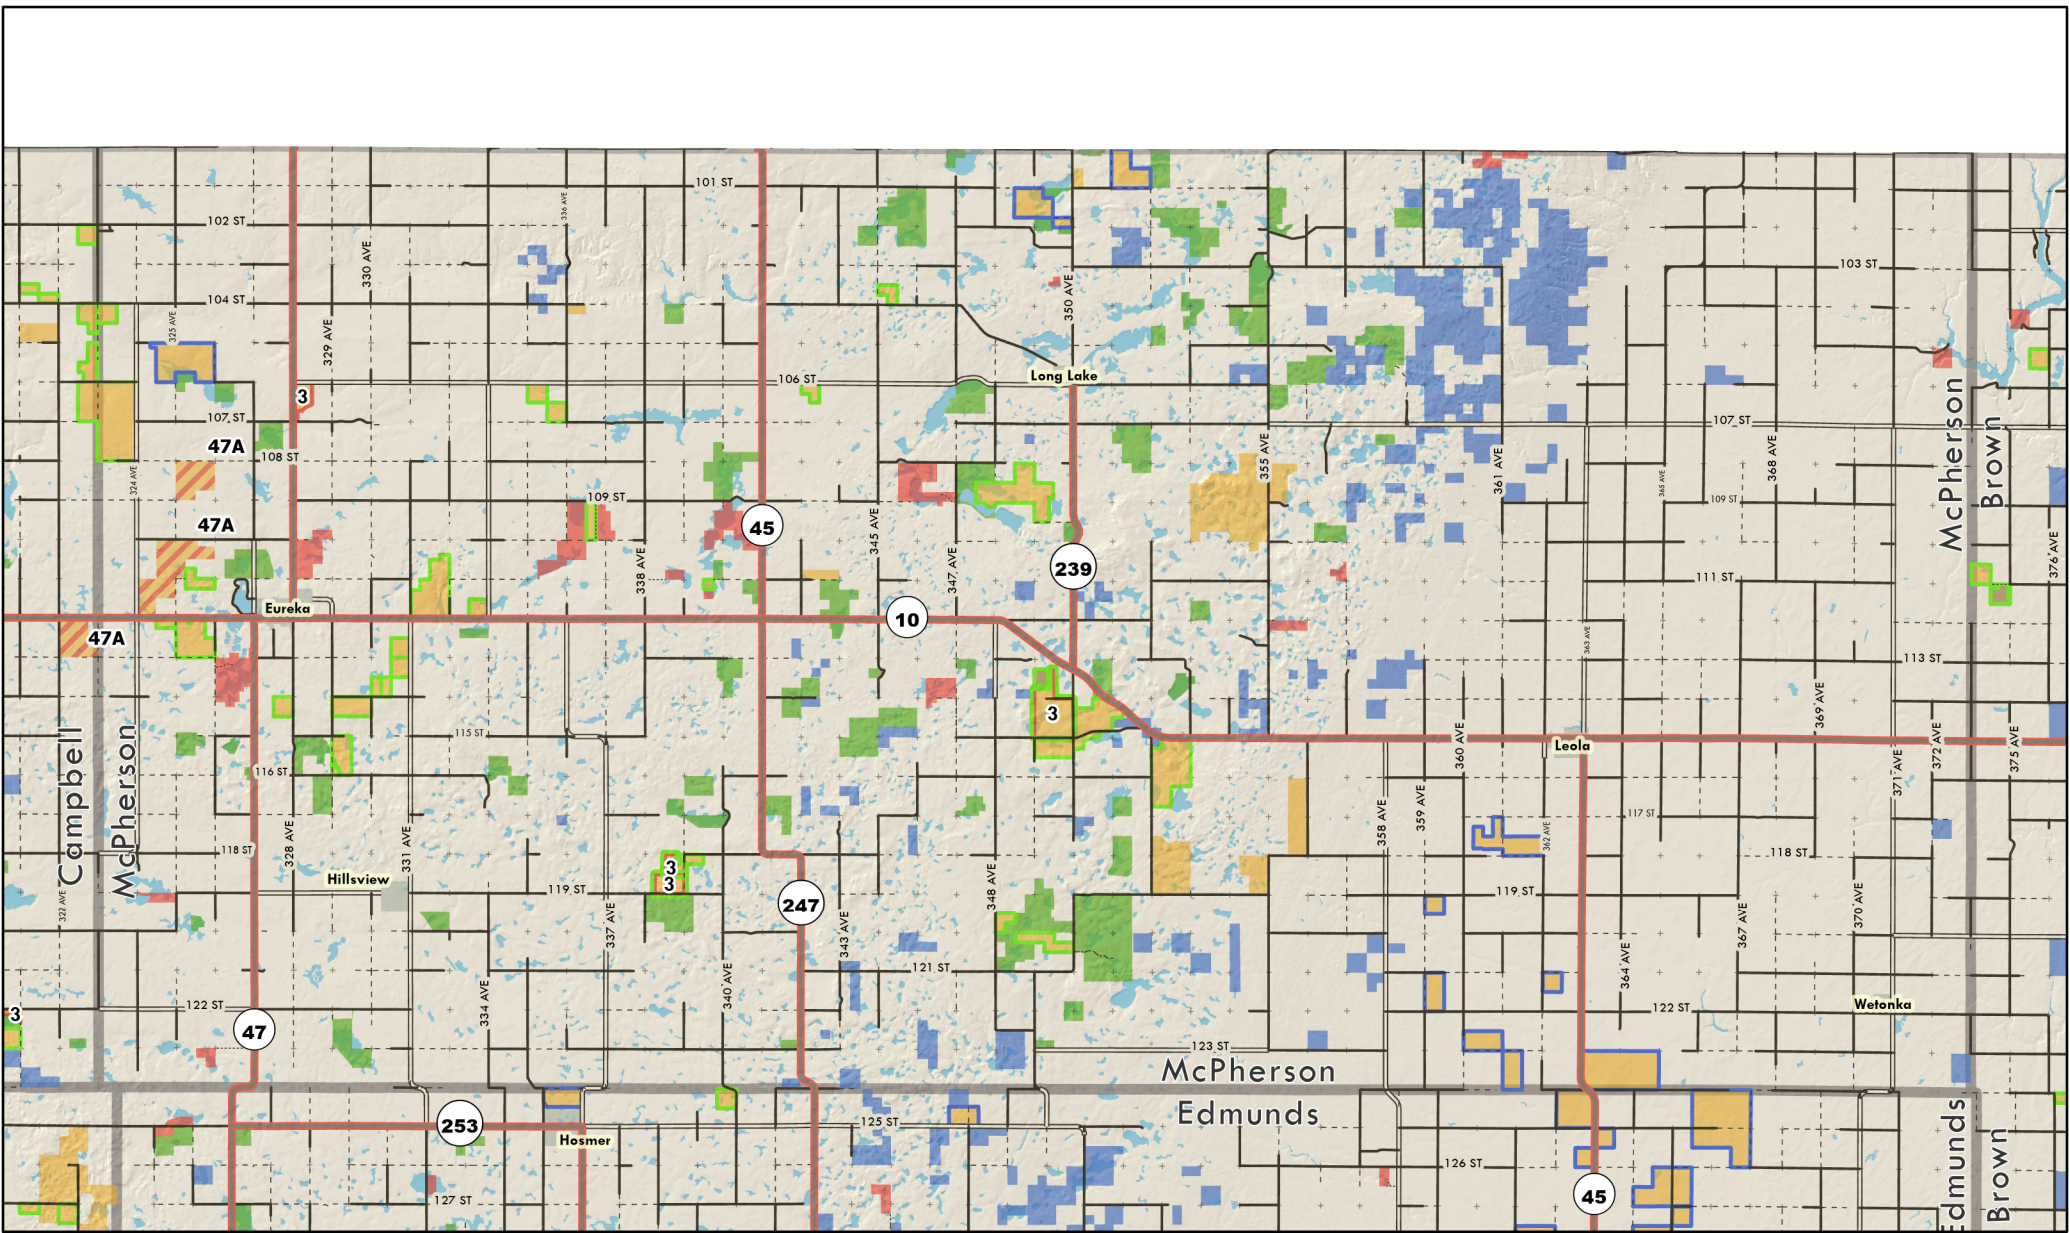 101 ST
336 AVE
102 ST
330 AVE
103 ST
104 ST
350 AVE
325 AVE
329 AVE
Long Lake
106 ST
3
107 ST
107 ST
47A
McPherson
Brown
108 ST
355 AVE
361 AVE
368 AVE
324 AVE
365 AVE
109 ST
109 ST
47A
45
345 AVE
376 AVE
338 AVE
347 AVE
239
111 ST
Eureka
10
47A
363 AVE
113 ST
3
369 AVE
115 ST
360 AVE
Leola
372 AVE
375 AVE
116 ST
371 AVE
Campbell
McPherson
328 AVE
331 AVE
358 AVE
359 AVE
117 ST
362 AVE
118 ST
118 ST
3
3
Hillsview
119 ST
119 ST
348 AVE
322 AVE
247
337 AVE
343 AVE
367 AVE
370 AVE
364 AVE
121 ST
340 AVE
334 AVE
122 ST
3
122 ST
Wetonka
47
123 ST
McPherson
Edmunds
253
125 ST
Hosmer
126 ST
127 ST
45
Edmunds
Brown